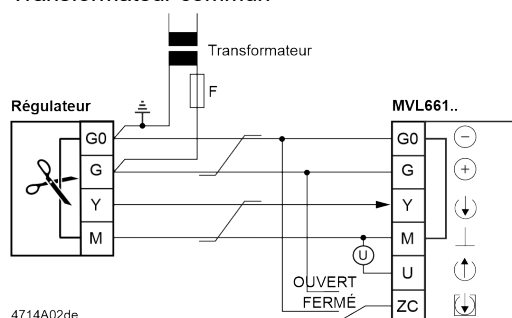 Transformateur commun
Transformateur
F
Régulateur
MVL661..
G0
G0
G
G
Y
Y
M
M
U
U
OUVERT
FERMÉ
ZC
4714A02de